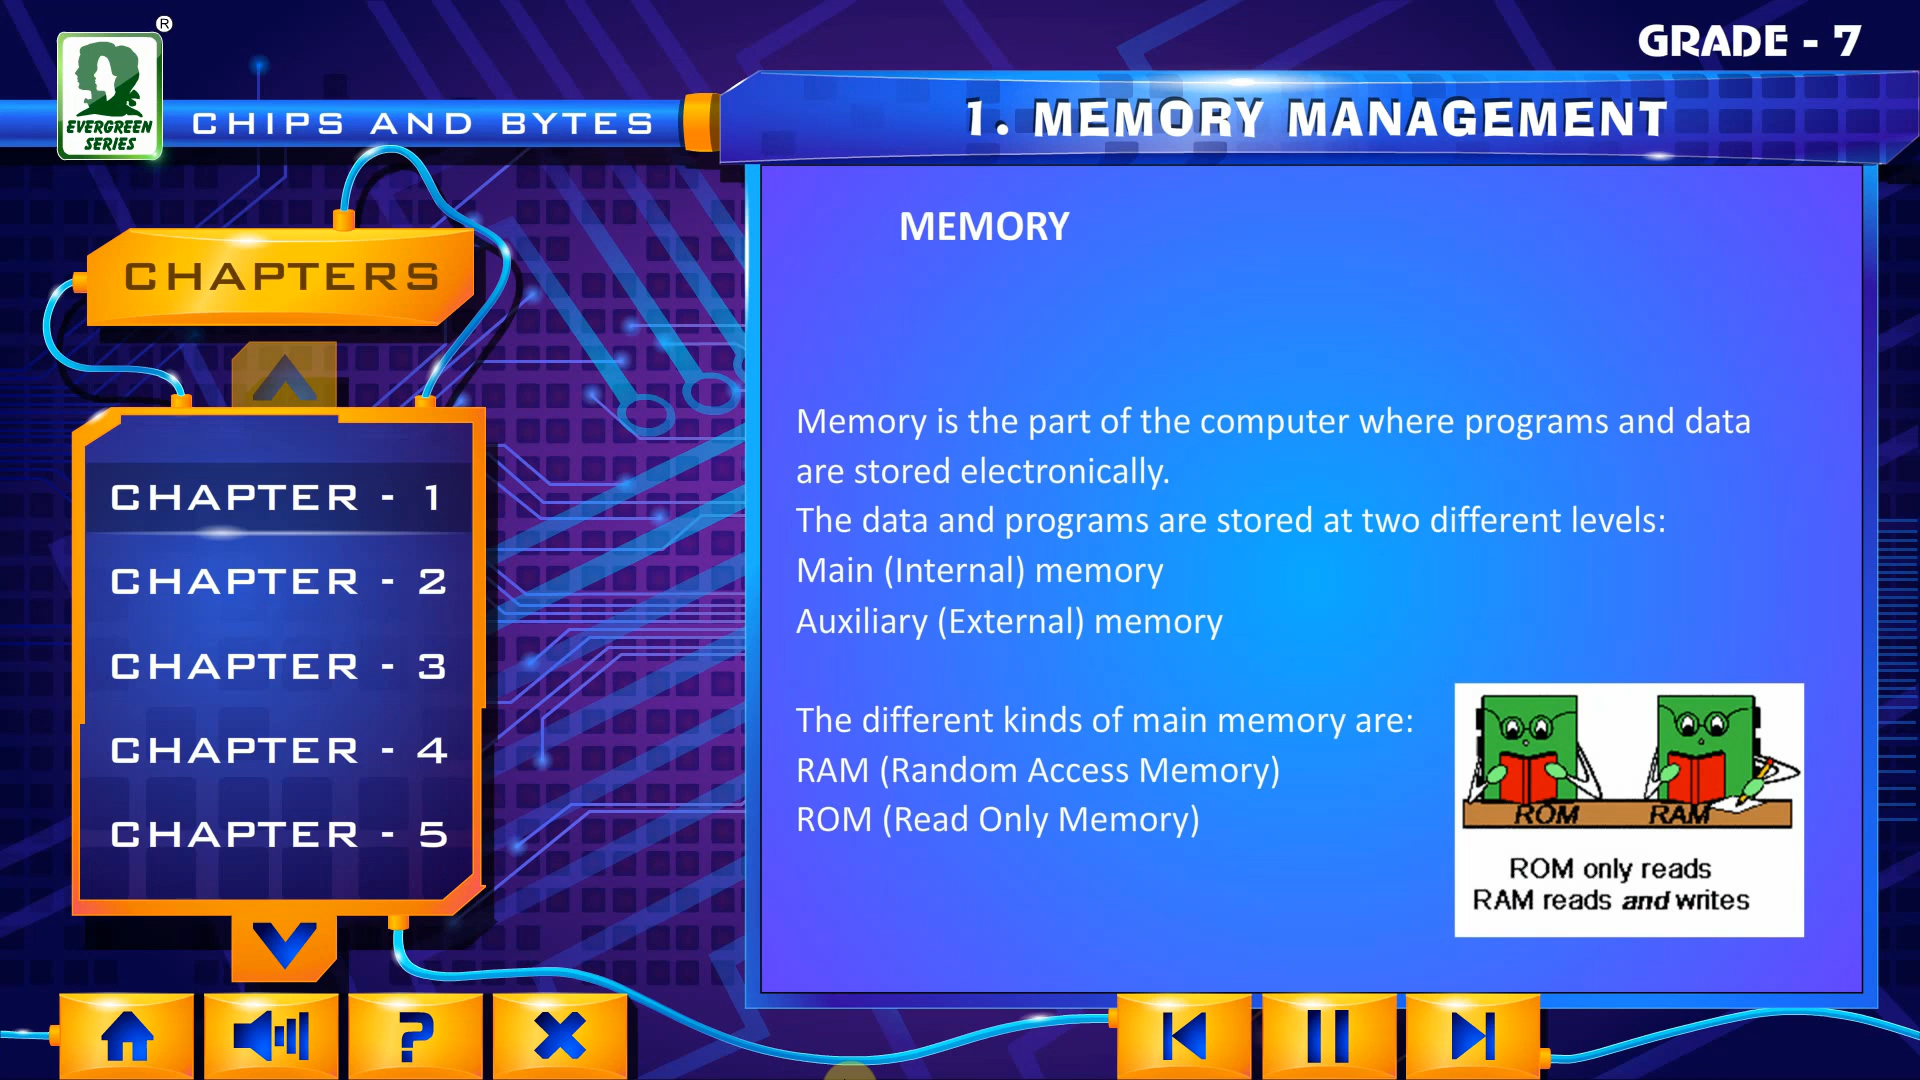 ®
GRADE - 7
EVERGREEN
SERIES
CHIPS AND BYTES
1. MEMORY MANAGEMENT
CHAPTERS
CHAPTER - 1
CHAPTER - 2
CHAPTER - 3
CHAPTER - 4
CHAPTER - 5
MEMORY
Memory is the part of the computer where programs and data
are stored electronically.
The data and programs are stored at two different levels:
Main (Internal) memory
Auxiliary (External) memory
The different kinds of main memory are:
RAM (Random Access Memory)
ROM (Read Only Memory)
ROM RAM
ROM only reads
RAM reads and writes
?